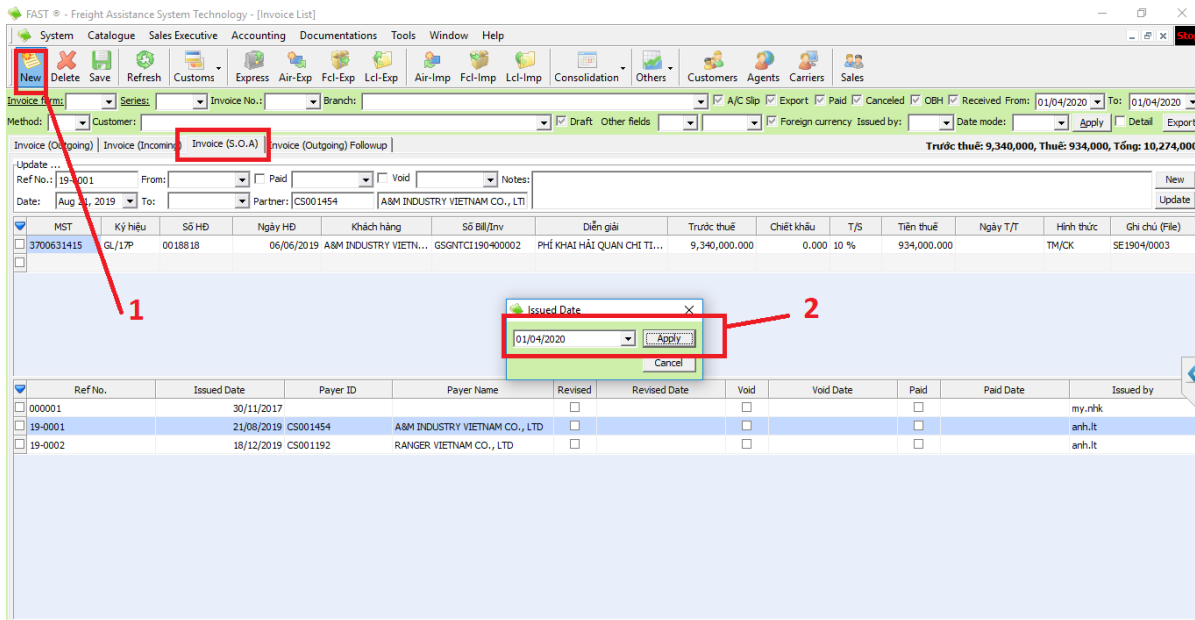 FAST ® - Freight Assistance System Technology - [Invoice List]
System Catalogue Sales Executive Accounting Documentations Tools Window Help
New Delete Save Refresh Customs Express Air-Exp Fcl-Exp Lcl-Exp Air-Imp Fcl-Imp Lcl-Imp Consolidation Others Customers Agents Carriers Sales
Invoice form: Series: Invoice No.: Branch: A/C Slip Export Paid Canceled OBH Received From: 01/04/2020 To: 01/04/2020
Method: Customer: Draft Other fields Foreign currency Issued by: Date mode: Apply Detail Export
Invoice (Outgoing) Invoice (Incoming) Invoice (S.O.A) Invoice (Outgoing) Followup Trước thuế: 9,340,000, Thuế: 934,000, Tổng: 10,274,000
Update ...
Ref No.: 19-0001 From: Paid Void Notes: New
Date: Aug 21, 2019 To: Partner: CS001454 A&M INDUSTRY VIETNAM CO., LTD Update
MST Ký hiệu Số HĐ Ngày HĐ Khách hàng Số Bill/Inv Diễn giải Trước thuế Chiết khấu T/S Tiền thuế Ngày T/T Hình thức Ghi chú (File)
3700631415 GL/17P 0018818 06/06/2019 A&M INDUSTRY VIETN... GSGNTCI190400002 PHÍ KHAI HẢI QUAN CHI TI... 9,340,000.000 0.000 10 % 934,000.000 TM/CK SE1904/0003
1
Issued Date
2
01/04/2020 Apply
Cancel
Ref No. Issued Date Payer ID Payer Name Revised Revised Date Void Void Date Paid Paid Date Issued by
000001 30/11/2017 my.nhk
19-0001 21/08/2019 CS001454 A&M INDUSTRY VIETNAM CO., LTD anh.lt
19-0002 18/12/2019 CS001192 RANGER VIETNAM CO., LTD anh.lt